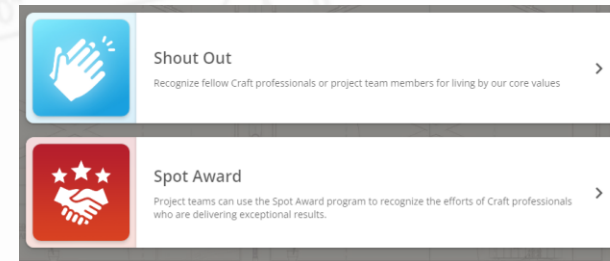 Shout Out
Recognize fellow Craft professionals or project team members for living by our core values
Spot Award
Project teams can use the Spot Award program to recognize the efforts of Craft professionals
who are delivering exceptional results.